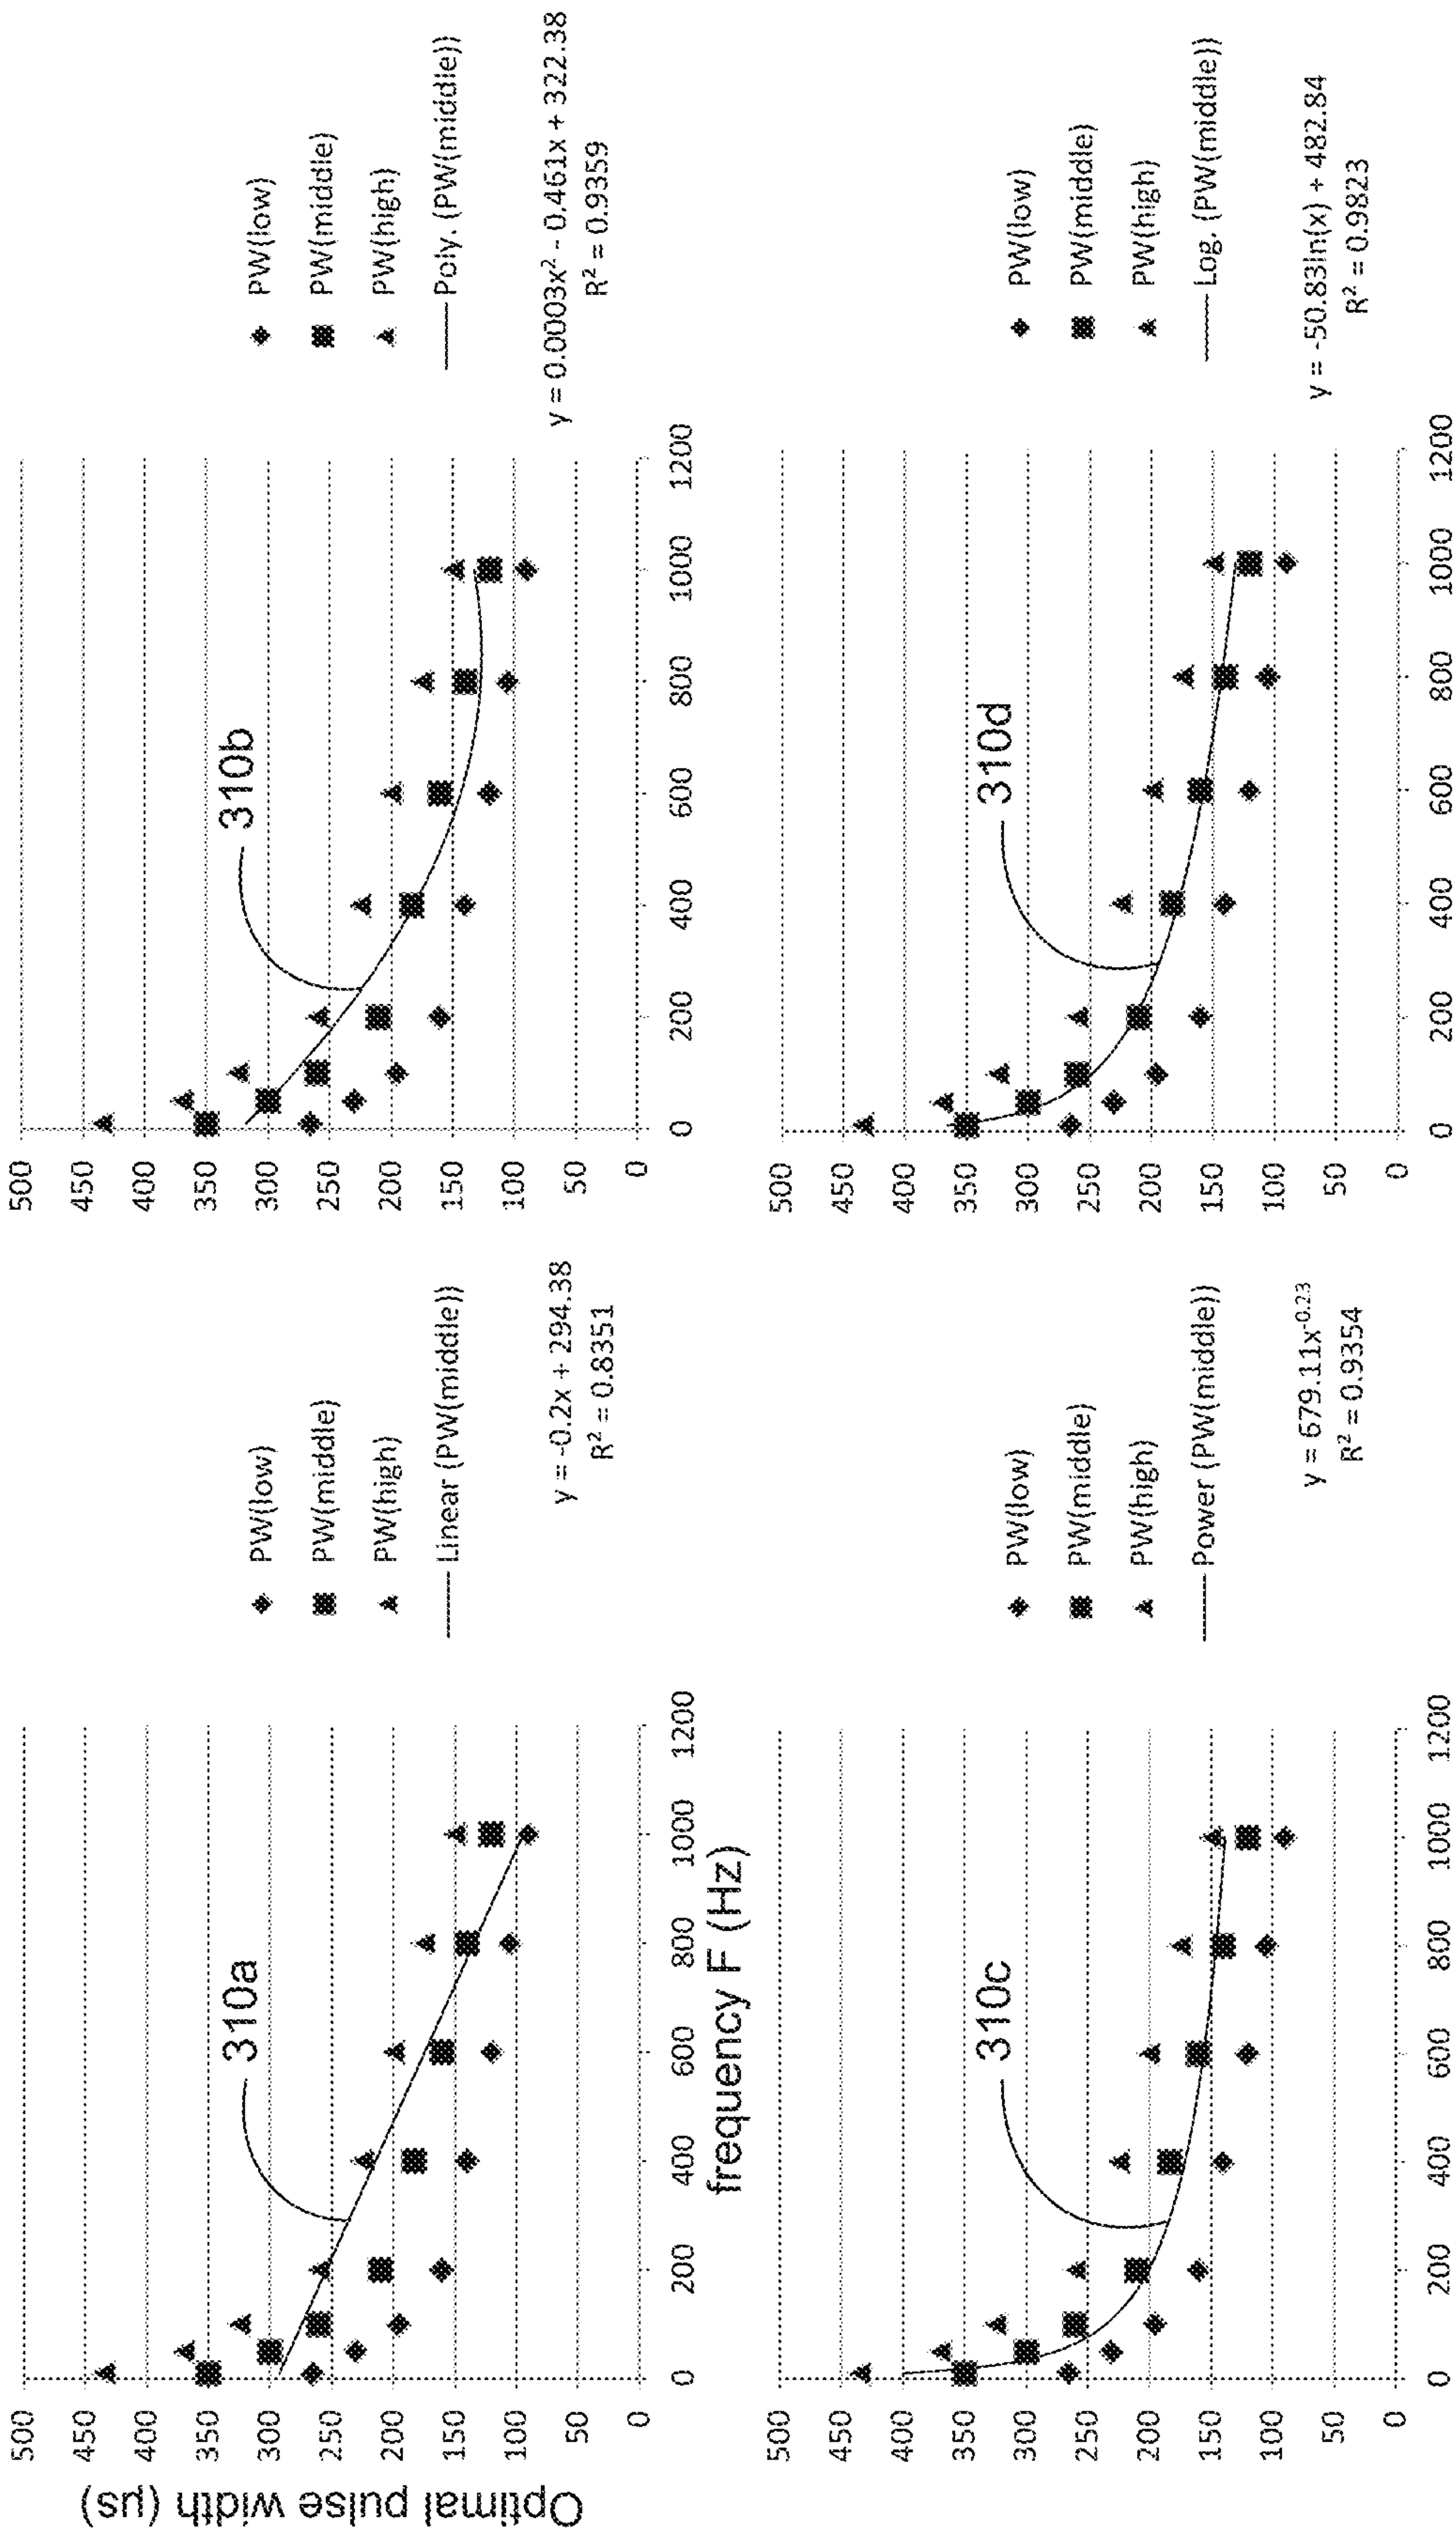 Optimal pulse width (µs)
500
450
400
350
300
250
200
150
100
50
0
0
200
400
600
800
1000
1200
310a
PW(low)
PW(middle)
PW(high)
Linear (PW(middle))
y = -0.2x + 294.38
R² = 0.8351
500
450
400
350
300
250
200
150
100
50
0
0
200
400
600
800
1000
1200
310b
PW(low)
PW(middle)
PW(high)
Poly. (PW(middle))
y = 0.0003x² - 0.461x + 322.38
R² = 0.9359
frequency F (Hz)
500
450
400
350
300
250
200
150
100
50
0
0
200
400
600
800
1000
1200
310c
PW(low)
PW(middle)
PW(high)
Power (PW(middle))
y = 679.11x⁻⁰·²³
R² = 0.9354
500
450
400
350
300
250
200
150
100
50
0
0
200
400
600
800
1000
1200
310d
PW(low)
PW(middle)
PW(high)
Log. (PW(middle))
y = -50.83ln(x) + 482.84
R² = 0.9823